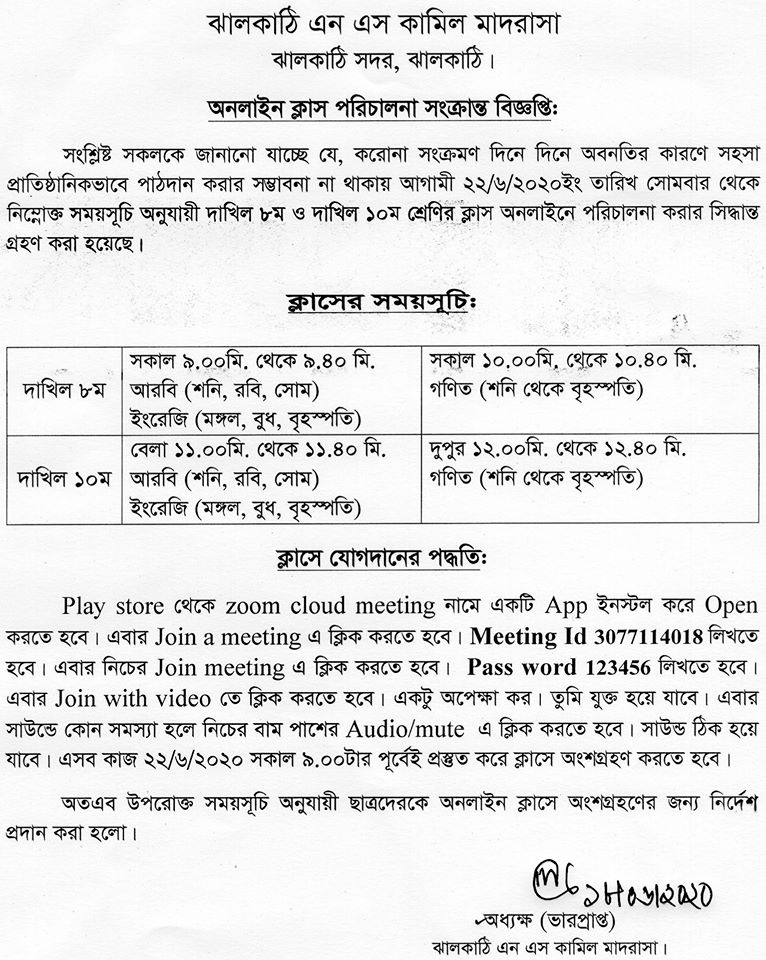 ঝালকাঠি এন এস কামিল মাদরাসা
ঝালকাঠি সদর, ঝালকাঠি।
অনলাইন ক্লাস পরিচালনা সংক্রান্ত বিজ্ঞপ্তি:
সংশ্লিষ্ট সকলকে জানানো যাচ্ছে যে, করোনা সংক্রমণ দিনে দিনে অবনতির কারণে সহসা
প্রাতিষ্ঠানিকভাবে পাঠদান করার সম্ভাবনা না থাকায় আগামী ২২/৬/২০২০ইং তারিখ সোমবার থেকে
নিম্নোক্ত সময়সূচি অনুযায়ী দাখিল ৮ম ও দাখিল ১০ম শ্রেণির ক্লাস অনলাইনে পরিচালনা করার সিদ্ধান্ত
গ্রহণ করা হয়েছে।
ক্লাসের সময়সূচি:
দাখিল ৮ম
সকাল ৯.০০মি. থেকে ৯.৪০ মি.
আরবি (শনি, রবি, সোম)
ইংরেজি (মঙ্গল, বুধ, বৃহস্পতি)
সকাল ১০.০০মি. থেকে ১০.৪০ মি.
গণিত (শনি থেকে বৃহস্পতি)
দাখিল ১০ম
বেলা ১১.০০মি. থেকে ১১.৪০ মি.
আরবি (শনি, রবি, সোম)
ইংরেজি (মঙ্গল, বুধ, বৃহস্পতি)
দুপুর ১২.০০মি. থেকে ১২.৪০ মি.
গণিত (শনি থেকে বৃহস্পতি)
ক্লাসে যোগদানের পদ্ধতি:
Play store থেকে zoom cloud meeting নামে একটি App ইনস্টল করে Open
করতে হবে। এবার Join a meeting এ ক্লিক করতে হবে। Meeting Id 3077114018 লিখতে
হবে। এবার নিচের Join meeting এ ক্লিক করতে হবে। Pass word 123456 লিখতে হবে।
এবার Join with video তে ক্লিক করতে হবে। একটু অপেক্ষা কর। তুমি যুক্ত হয়ে যাবে। এবার
সাউন্ডে কোন সমস্যা হলে নিচের বাম পাশের Audio/mute এ ক্লিক করতে হবে। সাউন্ড ঠিক হয়ে
যাবে। এসব কাজ ২২/৬/২০২০ সকাল ৯.০০টার পূর্বেই প্রস্তুত করে ক্লাসে অংশগ্রহণ করতে হবে।
অতএব উপরোক্ত সময়সূচি অনুযায়ী ছাত্রদেরকে অনলাইন ক্লাসে অংশগ্রহণের জন্য নির্দেশ
প্রদান করা হলো।
অধ্যক্ষ (ভারপ্রাপ্ত)
ঝালকাঠি এন এস কামিল মাদরাসা।